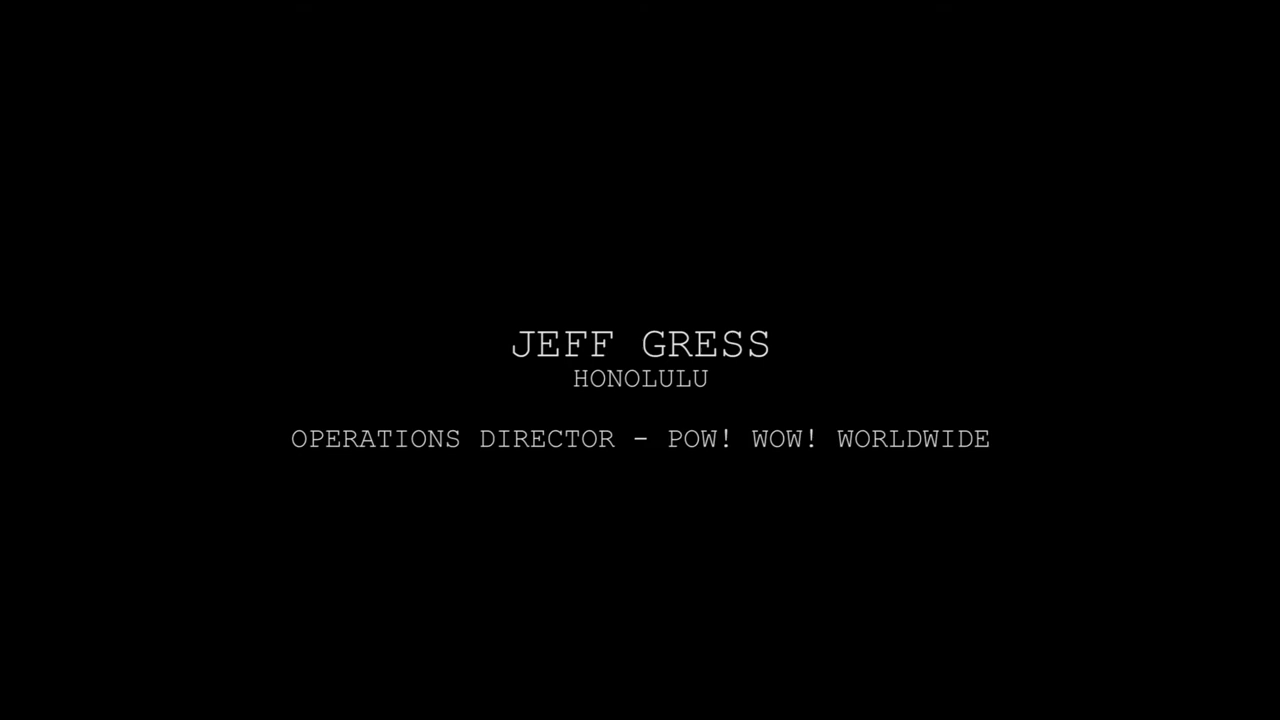 JEFF GRESS
HONOLULU
OPERATIONS DIRECTOR - POW! WOW! WORLDWIDE